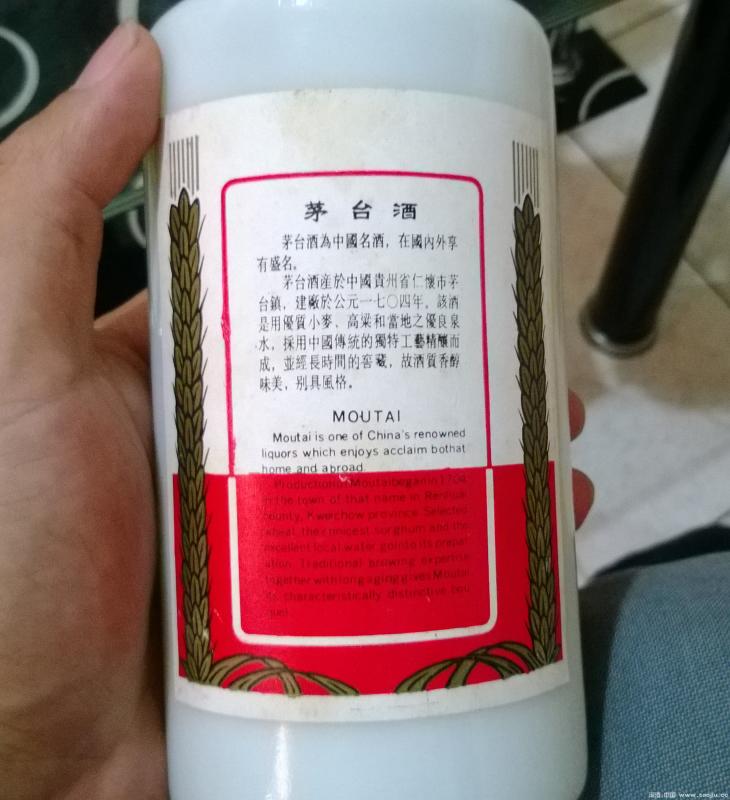 茅台酒
茅台酒為中國名酒，在國內外享
有盛名。
茅台酒産於中國貴州省仁懷市茅
台鎮，建廠於公元一七〇四年。該酒
是用優質小麥、高粱和當地之優良泉
水，採用中國傳統的獨特工藝精釀而
成，並經長時間的窖藏，故酒質香醇
味美，别具風格。
MOUTAI
Moutai is one of China's renowned
liquors which enjoys acclaim bothat
home and abroad.
Production of Moutai began in 1704
in the town of that name in Renhuai
county, Kweichow province. Selected
wheat, the choicest sorghum and the
excellent local water go into its prepar
ation. Traditional brewing expertise
together with long aging gives Moutai
its characteristically distinctive bou
quet.
www.taojiu.cc